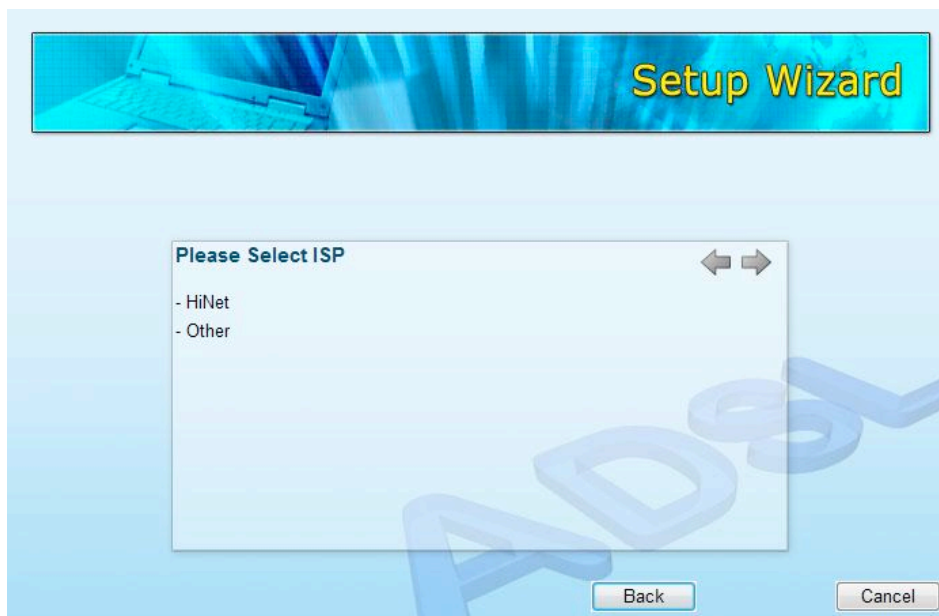 Setup Wizard
Please Select ISP
- HiNet
- Other
ADSL
Back
Cancel